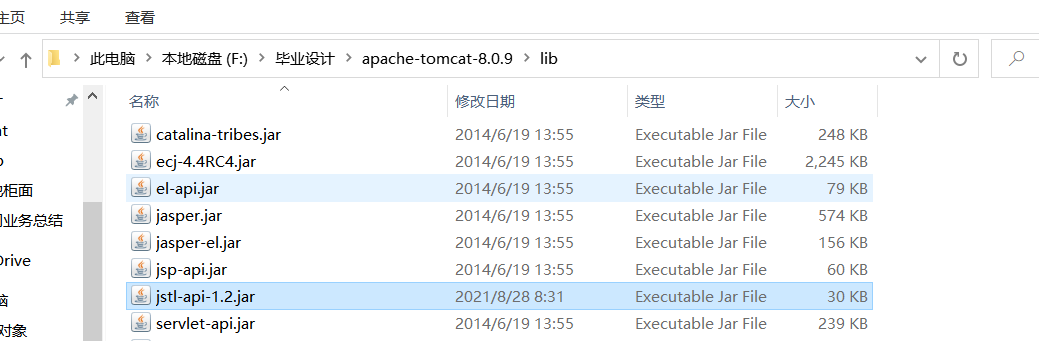 主页 共享 查看
此电脑 本地磁盘 (F:) 毕业设计 apache-tomcat-8.0.9 lib
名称 修改日期 类型 大小
catalina-tribes.jar 2014/6/19 13:55 Executable Jar File 248 KB
ecj-4.4RC4.jar 2014/6/19 13:55 Executable Jar File 2,245 KB
el-api.jar 2014/6/19 13:55 Executable Jar File 79 KB
柜面
jasper.jar 2014/6/19 13:55 Executable Jar File 574 KB
业务总结
jasper-el.jar 2014/6/19 13:55 Executable Jar File 156 KB
Drive
jsp-api.jar 2014/6/19 13:55 Executable Jar File 60 KB
jstl-api-1.2.jar 2021/8/28 8:31 Executable Jar File 30 KB
对象
servlet-api.jar 2014/6/19 13:55 Executable Jar File 239 KB